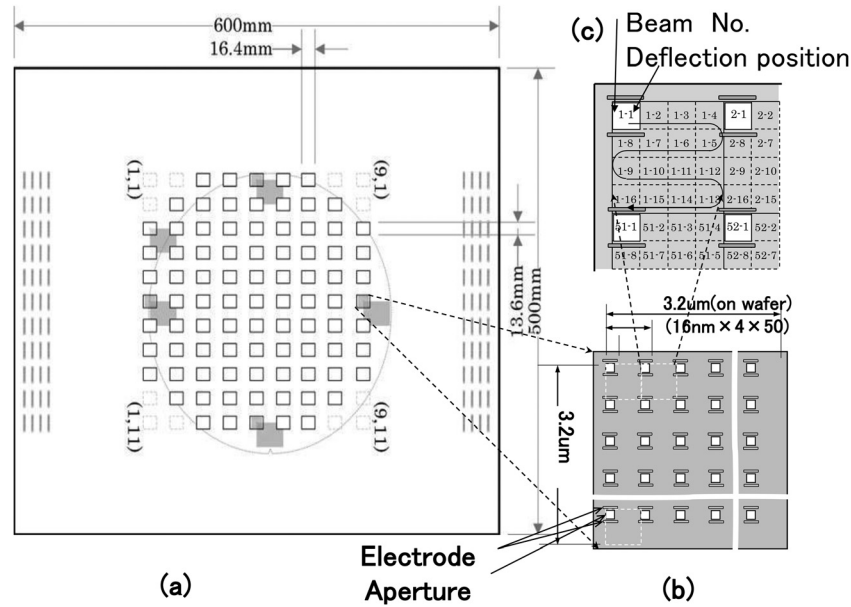 600mm
16.4mm
(1,1)
(9,1)
(1,11)
(9,11)
13.6mm
500mm
(a)
(c)
Beam No.
Deflection position
1-1 1-2 1-3 1-4 2-1 2-2
1-8 1-7 1-6 1-5 2-8 2-7
1-9 1-10 1-11 1-12 2-9 2-10
1-16 1-15 1-14 1-13 2-16 2-15
51-1 51-2 51-3 51-4 52-1 52-2
51-8 51-7 51-6 51-5 52-8 52-7
3.2um(on wafer)
(16nm×4×50)
3.2um
Electrode
Aperture
(b)